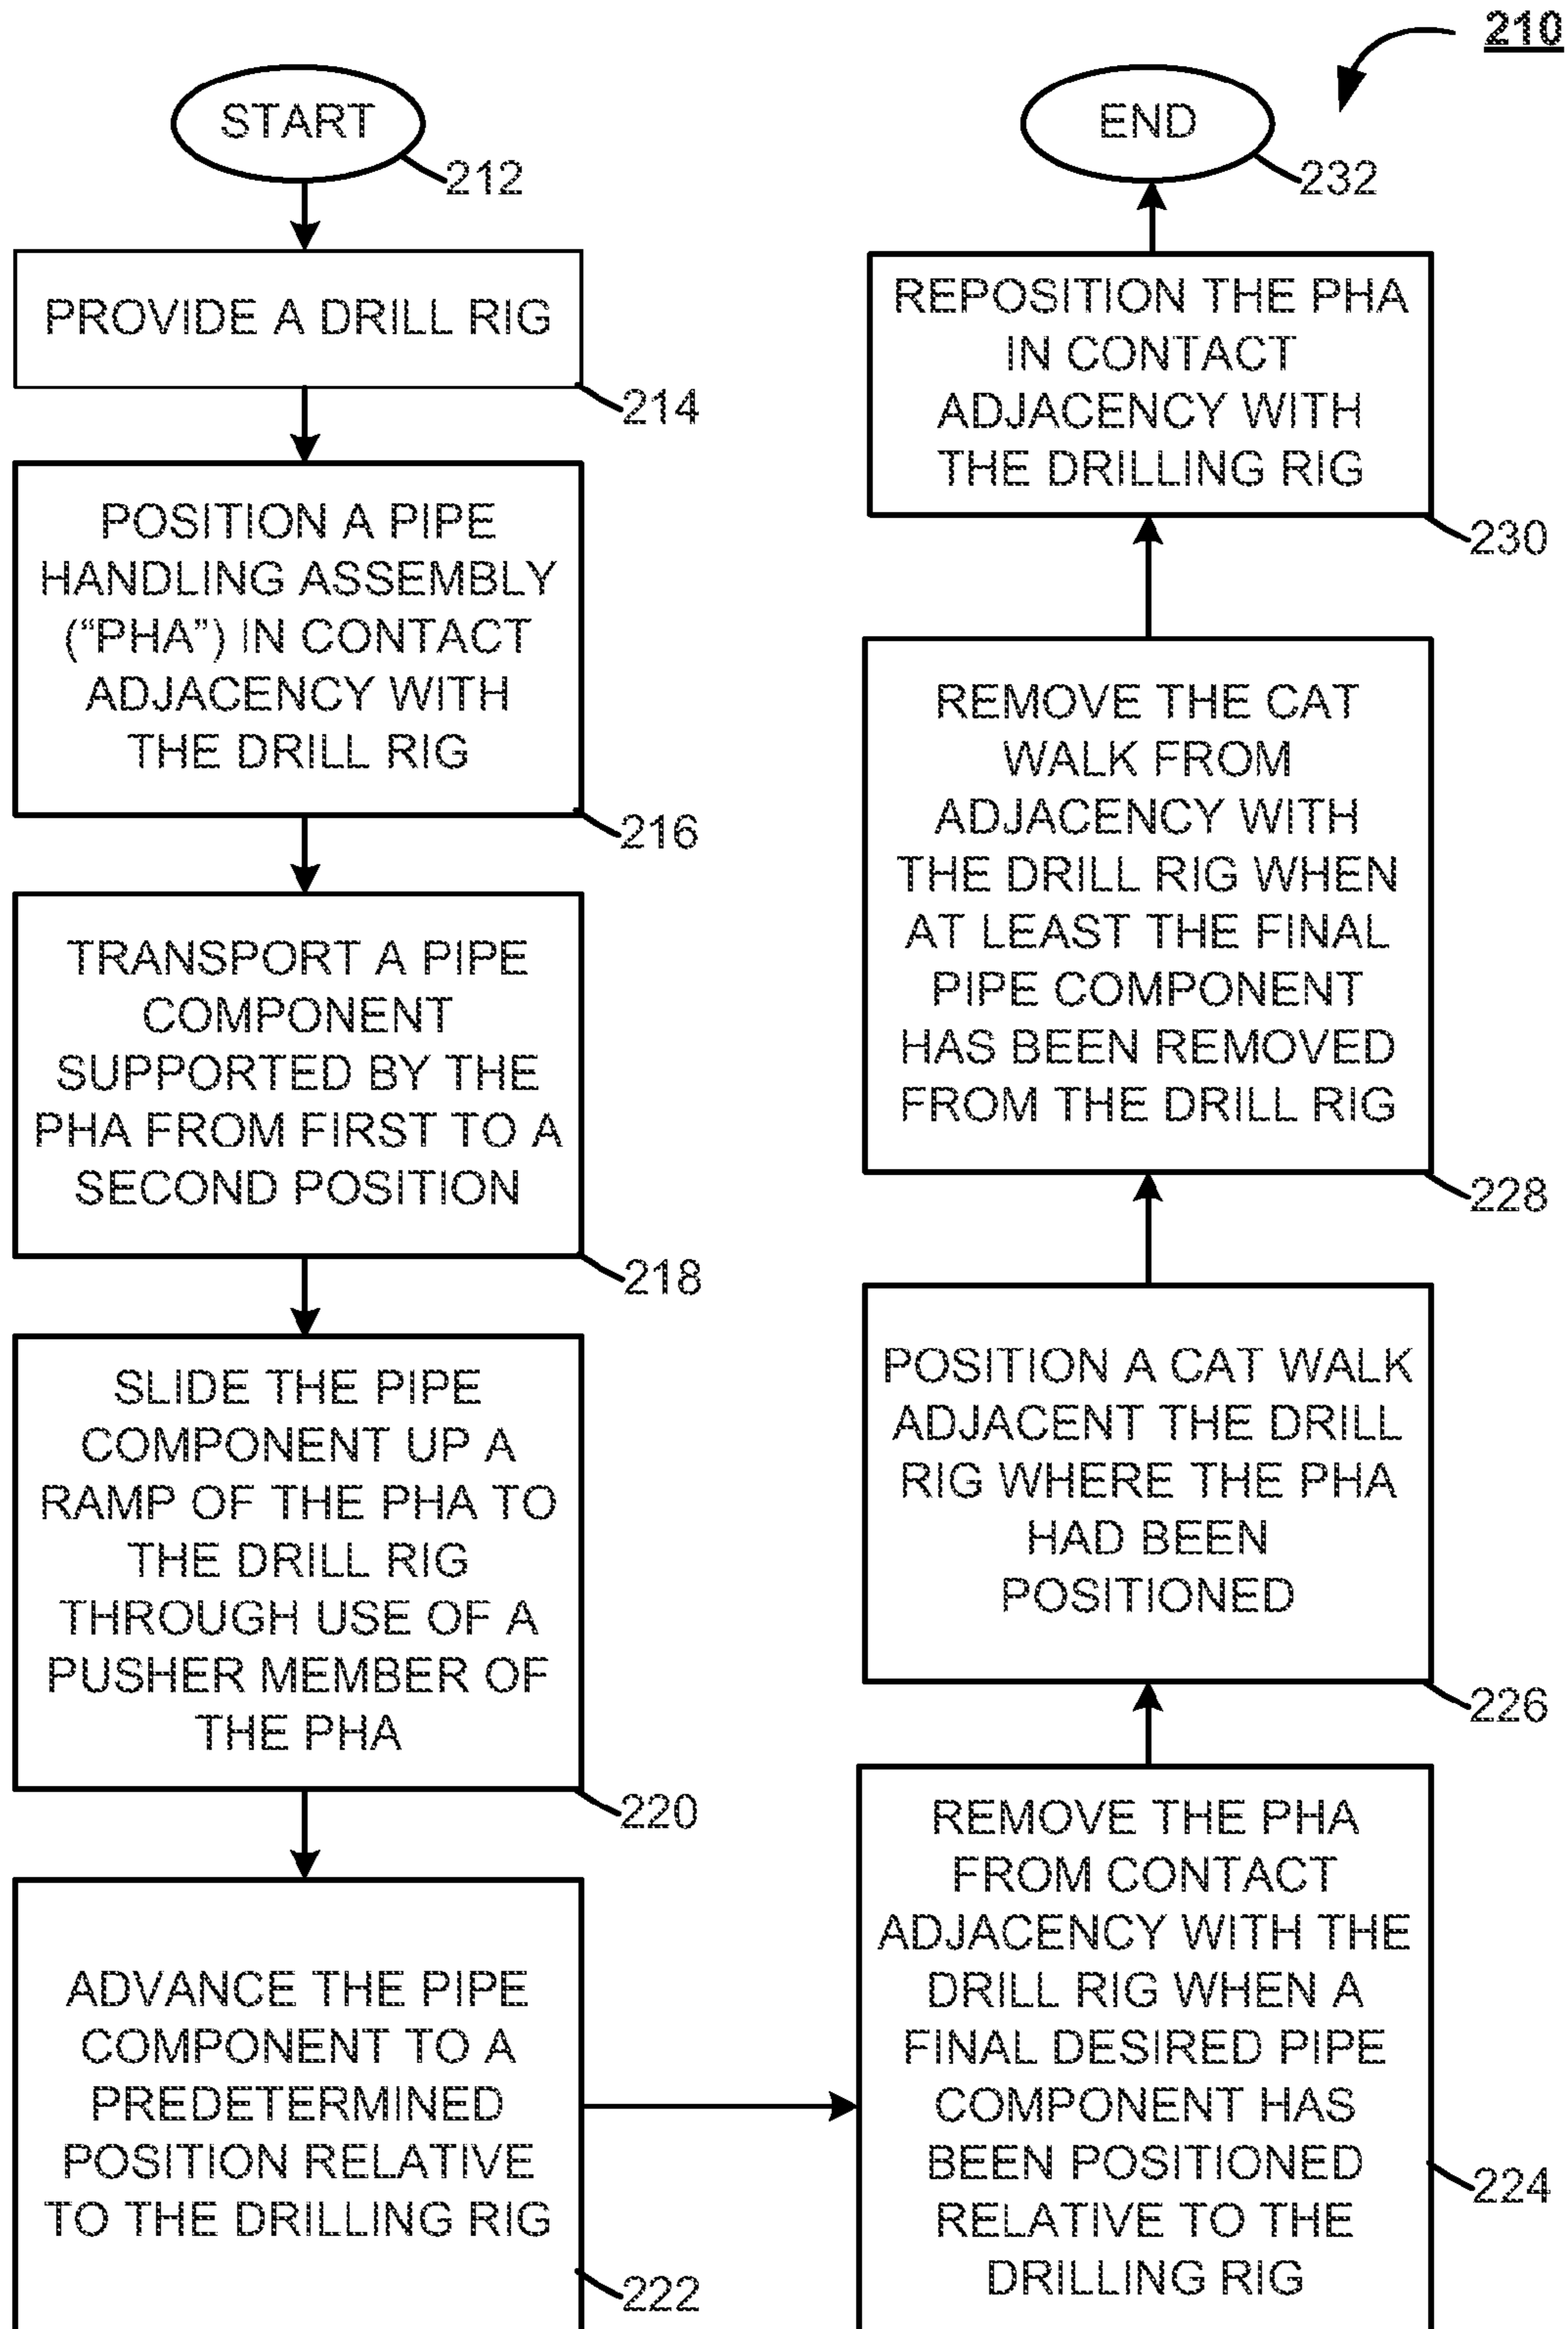 210
START
212
PROVIDE A DRILL RIG
214
POSITION A PIPE
HANDLING ASSEMBLY
(“PHA”) IN CONTACT
ADJACENCY WITH
THE DRILL RIG
216
TRANSPORT A PIPE
COMPONENT
SUPPORTED BY THE
PHA FROM FIRST TO A
SECOND POSITION
218
SLIDE THE PIPE
COMPONENT UP A
RAMP OF THE PHA TO
THE DRILL RIG
THROUGH USE OF A
PUSHER MEMBER OF
THE PHA
220
ADVANCE THE PIPE
COMPONENT TO A
PREDETERMINED
POSITION RELATIVE
TO THE DRILLING RIG
222
REMOVE THE PHA
FROM CONTACT
ADJACENCY WITH THE
DRILL RIG WHEN A
FINAL DESIRED PIPE
COMPONENT HAS
BEEN POSITIONED
RELATIVE TO THE
DRILLING RIG
224
POSITION A CAT WALK
ADJACENT THE DRILL
RIG WHERE THE PHA
HAD BEEN
POSITIONED
226
REMOVE THE CAT
WALK FROM
ADJACENCY WITH
THE DRILL RIG WHEN
AT LEAST THE FINAL
PIPE COMPONENT
HAS BEEN REMOVED
FROM THE DRILL RIG
228
REPOSITION THE PHA
IN CONTACT
ADJACENCY WITH
THE DRILLING RIG
230
END
232